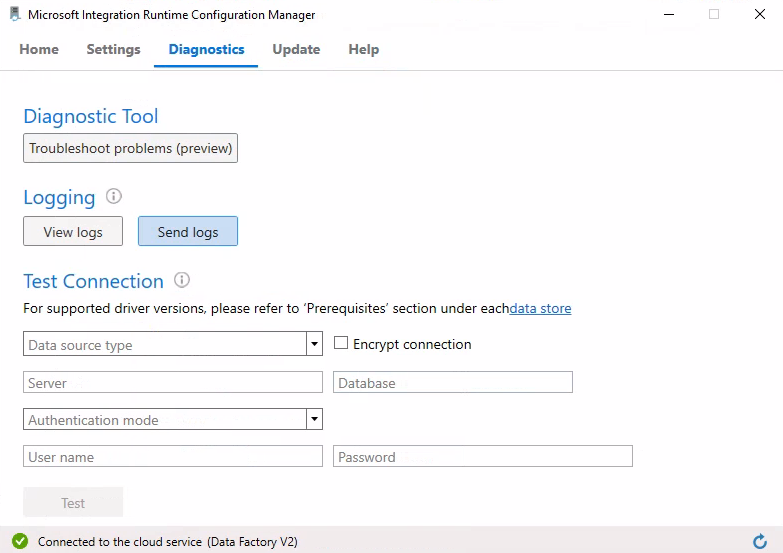 Microsoft Integration Runtime Configuration Manager
Home Settings Diagnostics Update Help
Diagnostic Tool
Troubleshoot problems (preview)
Logging
View logs Send logs
Test Connection
For supported driver versions, please refer to ‘Prerequisites’ section under eachdata store
Data source type Encrypt connection
Server Database
Authentication mode
User name Password
Test
Connected to the cloud service (Data Factory V2)